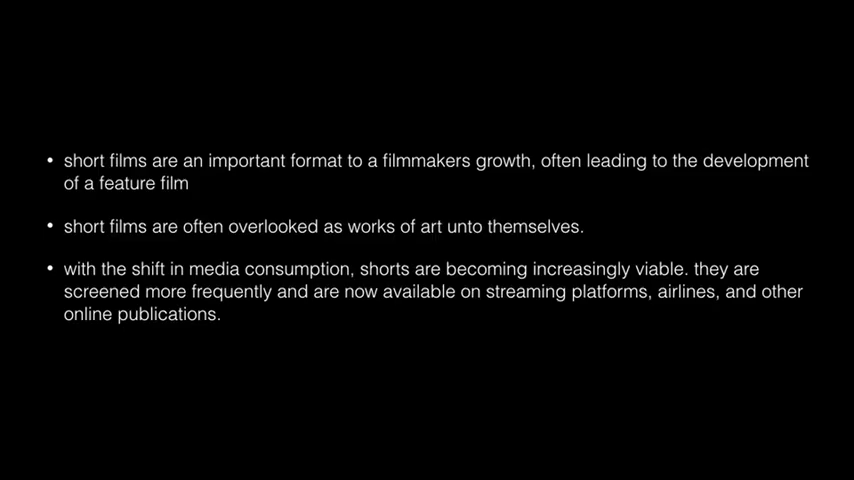 • short films are an important format to a filmmakers growth, often leading to the development
of a feature film
• short films are often overlooked as works of art unto themselves.
• with the shift in media consumption, shorts are becoming increasingly viable. they are
screened more frequently and are now available on streaming platforms, airlines, and other
online publications.